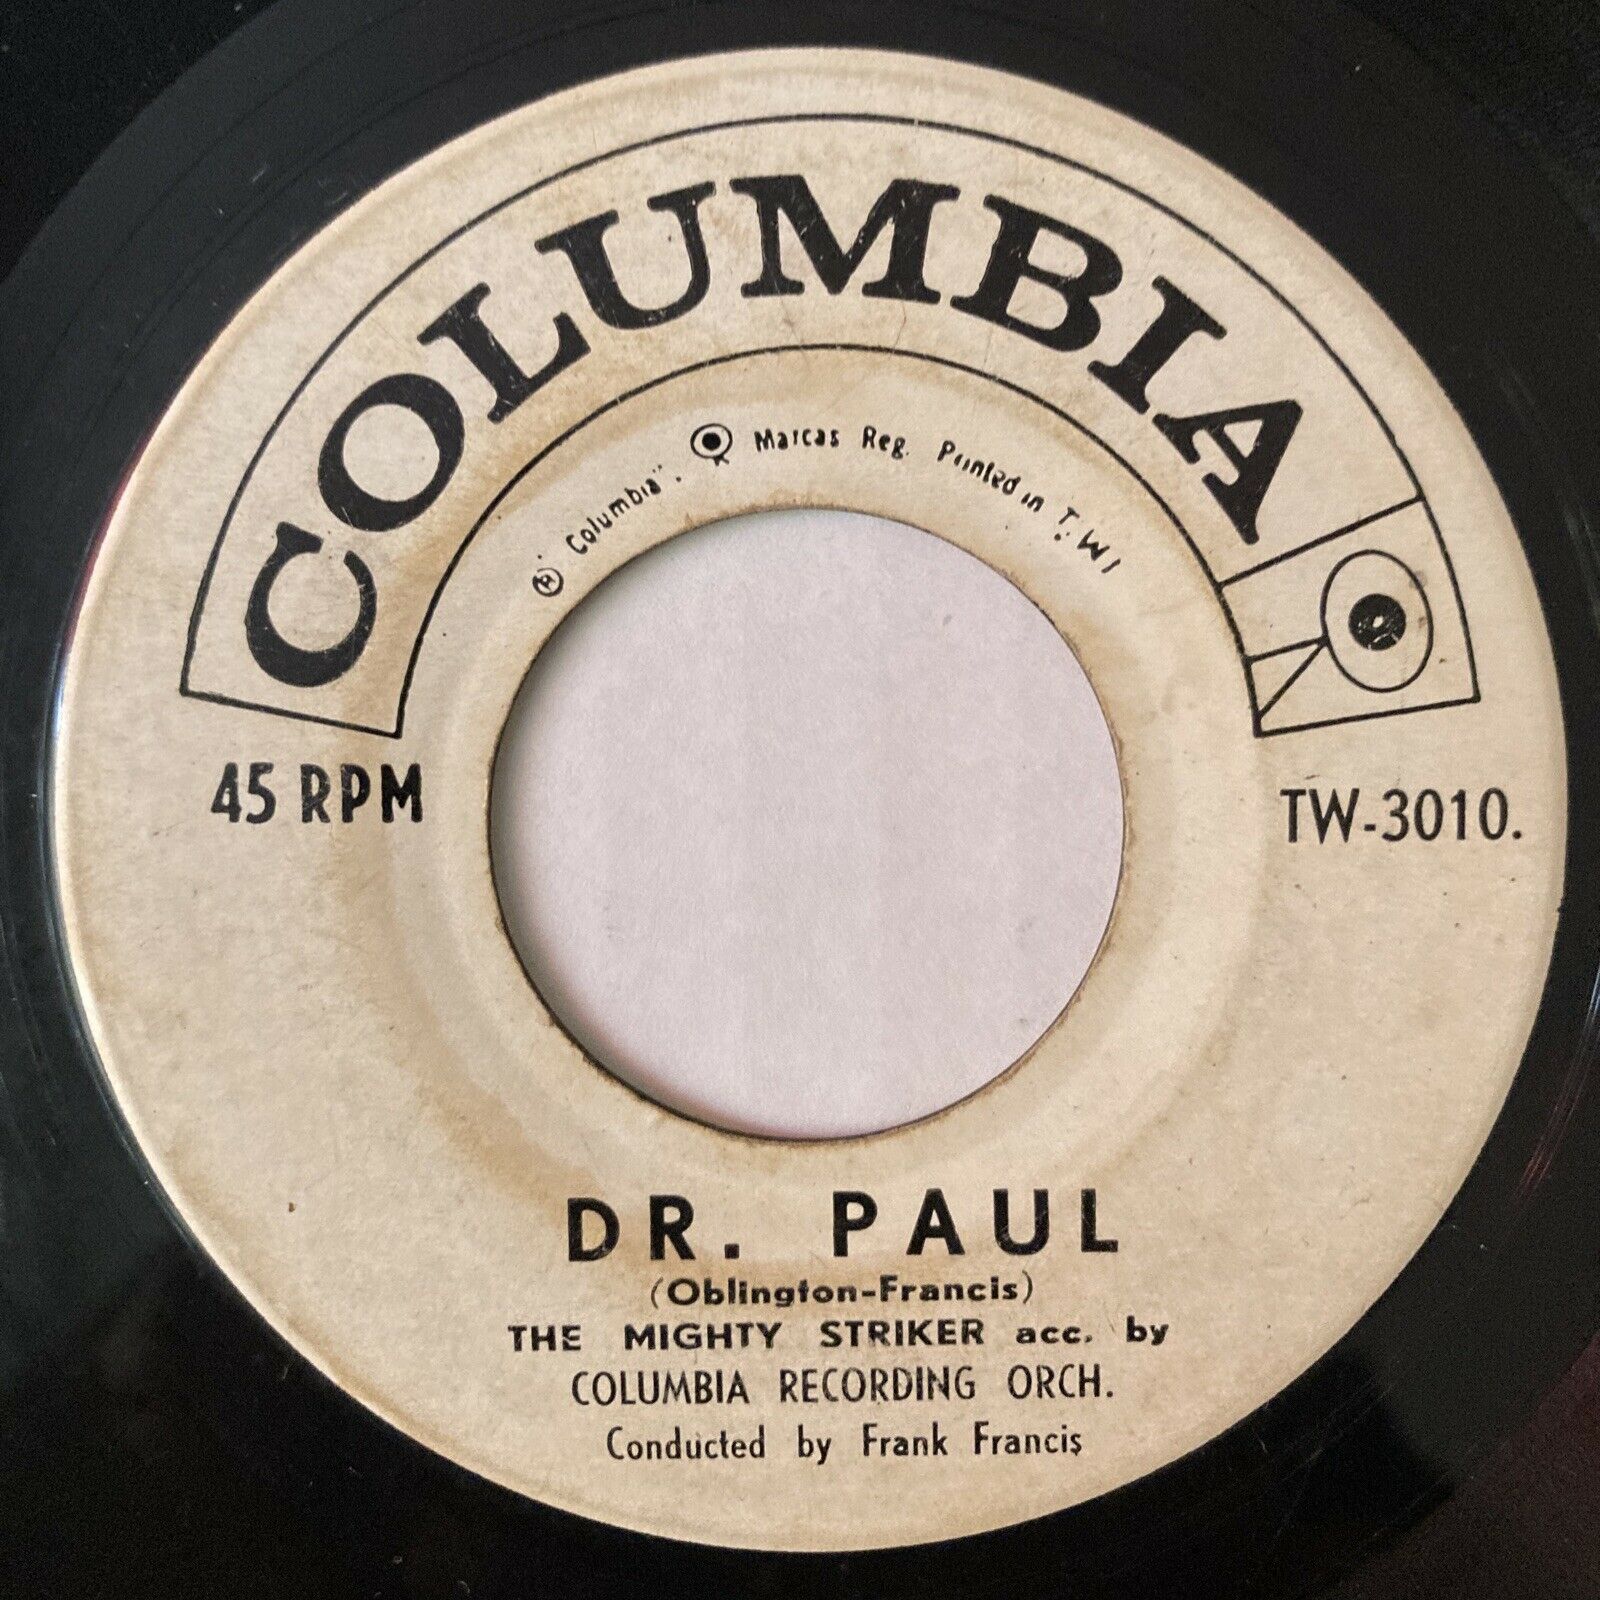 COLUMBIA
® "Columbia". Marcas Reg. Printed in T.W.I
45 RPM
TW-3010.
DR. PAUL
(Oblington-Francis)
THE MIGHTY STRIKER acc. by
COLUMBIA RECORDING ORCH.
Conducted by Frank Francis